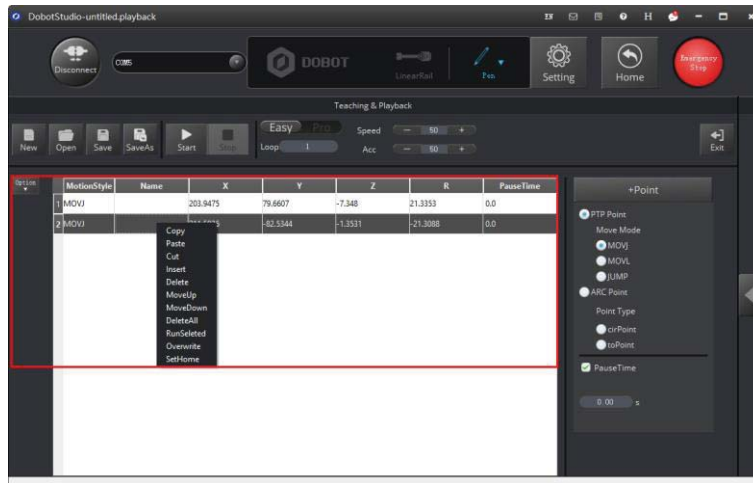 DobotStudio-untitled.playback
Disconnect
COM5
DOBOT
LinearRail
Pen
Setting
Home
Emergency Stop
Teaching & Playback
New
Open
Save
SaveAs
Start
Stop
Easy Pro
Loop 1
Speed 50
Acc 50
Exit
Option
MotionStyle Name X Y Z R PauseTime
1 MOVJ 203.9475 79.6607 -7.348 21.3353 0.0
2 MOVJ -82.5344 -1.3531 -21.3088 0.0
Copy
Paste
Cut
Insert
Delete
MoveUp
MoveDown
DeleteAll
RunSeleted
Overwrite
SetHome
+Point
PTP Point
Move Mode
MOVJ
MOVL
JUMP
ARC Point
Point Type
cirPoint
toPoint
PauseTime
0 00 s